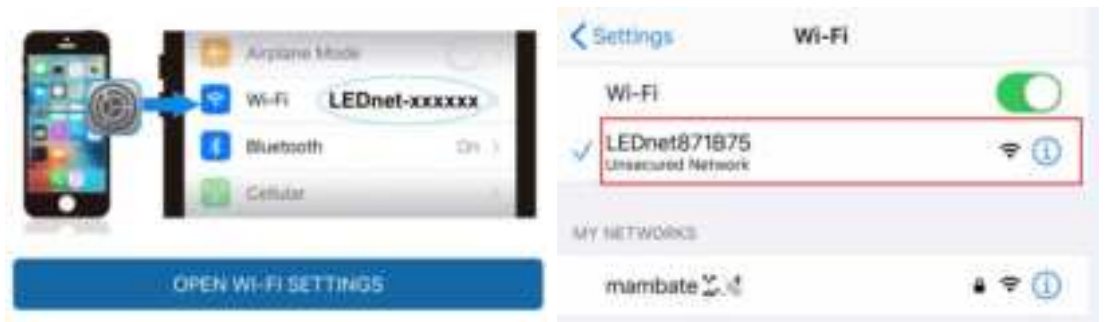 Airplane Mode
Wi-Fi LEDnet-xxxxxx
Bluetooth On
Cellular
OPEN WI-FI SETTINGS
Settings Wi-Fi
Wi-Fi
LEDnet871B75
Unsecured Network
MY NETWORKS
mambate